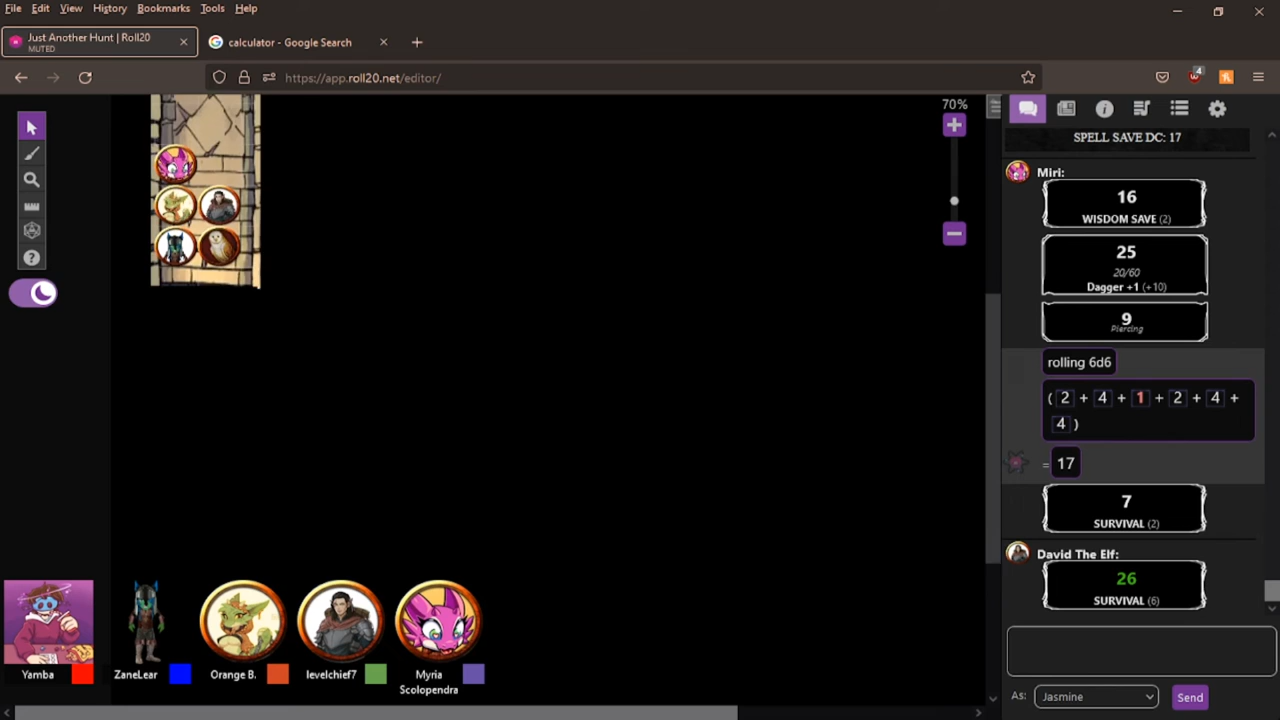 File Edit View History Bookmarks Tools Help
Just Another Hunt | Roll20
MUTED
calculator - Google Search
https://app.roll20.net/editor/
4
70%
SPELL SAVE DC: 17
Miri:
16
WISDOM SAVE (2)
25
20/60
Dagger +1 (+10)
9
Piercing
rolling 6d6
( 2 + 4 + 1 + 2 + 4 +
4 )
= 17
7
SURVIVAL (2)
David The Elf:
26
SURVIVAL (6)
Yamba
ZaneLear
Orange B.
levelchief7
Myria
Scolopendra
As: Jasmine
Send